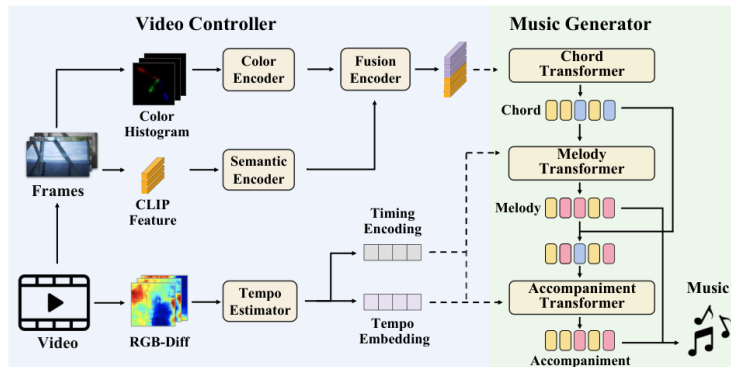 Video Controller
Music Generator
Color
Encoder
Fusion
Encoder
Chord
Transformer
Color
Histogram
Chord
Semantic
Encoder
Melody
Transformer
Frames
CLIP
Feature
Melody
Timing
Encoding
Tempo
Estimator
Accompaniment
Transformer
Music
Video
RGB-Diff
Tempo
Embedding
Accompaniment